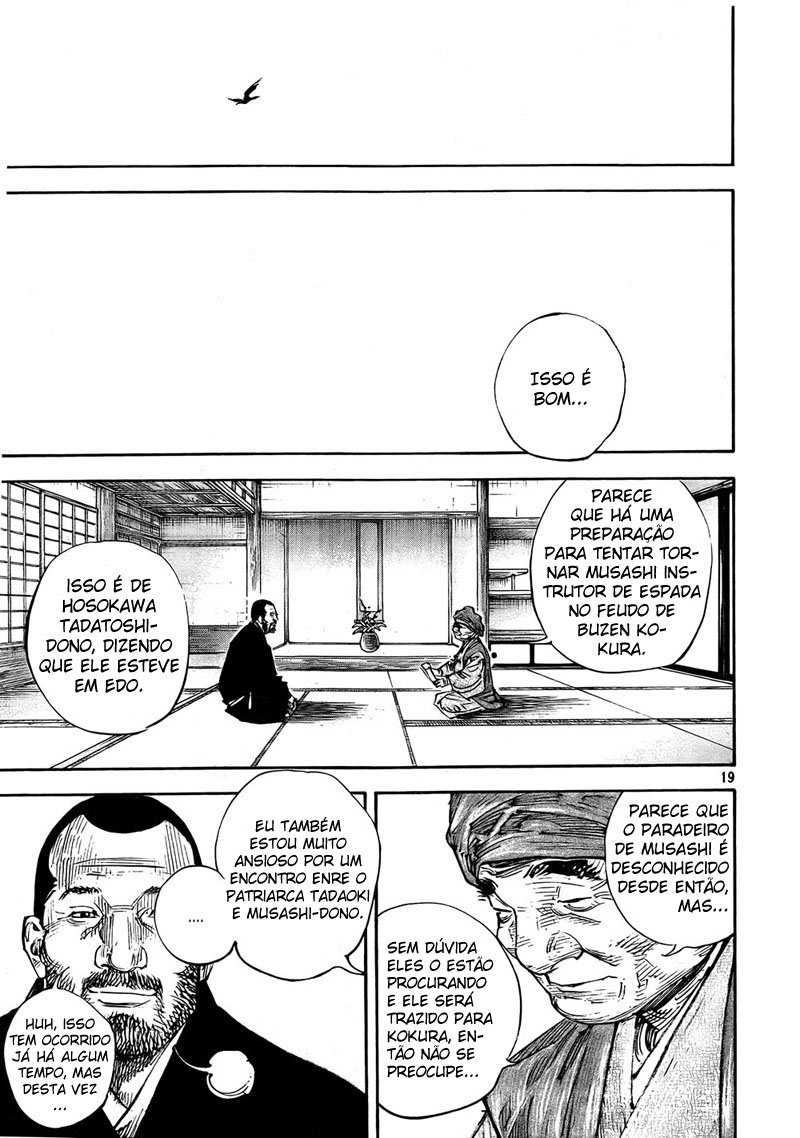 ISSO É
BOM...
PARECE
QUE HÁ UMA
PREPARAÇÃO
PARA TENTAR TOR-
NAR MUSASHI INS-
TRUTOR DE ESPADA
NO FEUDO DE
BUZEN KO-
KURA.
ISSO É DE
HOSOKAWA
TADATOSHI-
DONO, DIZENDO
QUE ELE ESTEVE
EM EDO.
19
PARECE QUE
O PARADEIRO
DE MUSASHI É
DESCONHECIDO
DESDE ENTÃO,
MAS...
SEM DÚVIDA
ELES O ESTÃO
PROCURANDO
E ELE SERÁ
TRAZIDO PARA
KOKURA, EN-
TÃO NÃO SE
PREOCUPE...
EU TAMBÉM
ESTOU MUITO
ANSIOSO POR UM
ENCONTRO ENRE O
PATRIARCA TADAOKI
E MUSASHI-DONO.
....
HUH, ISSO
TEM OCORRIDO
JÁ HÁ ALGUM
TEMPO, MAS
DESTA VEZ
...